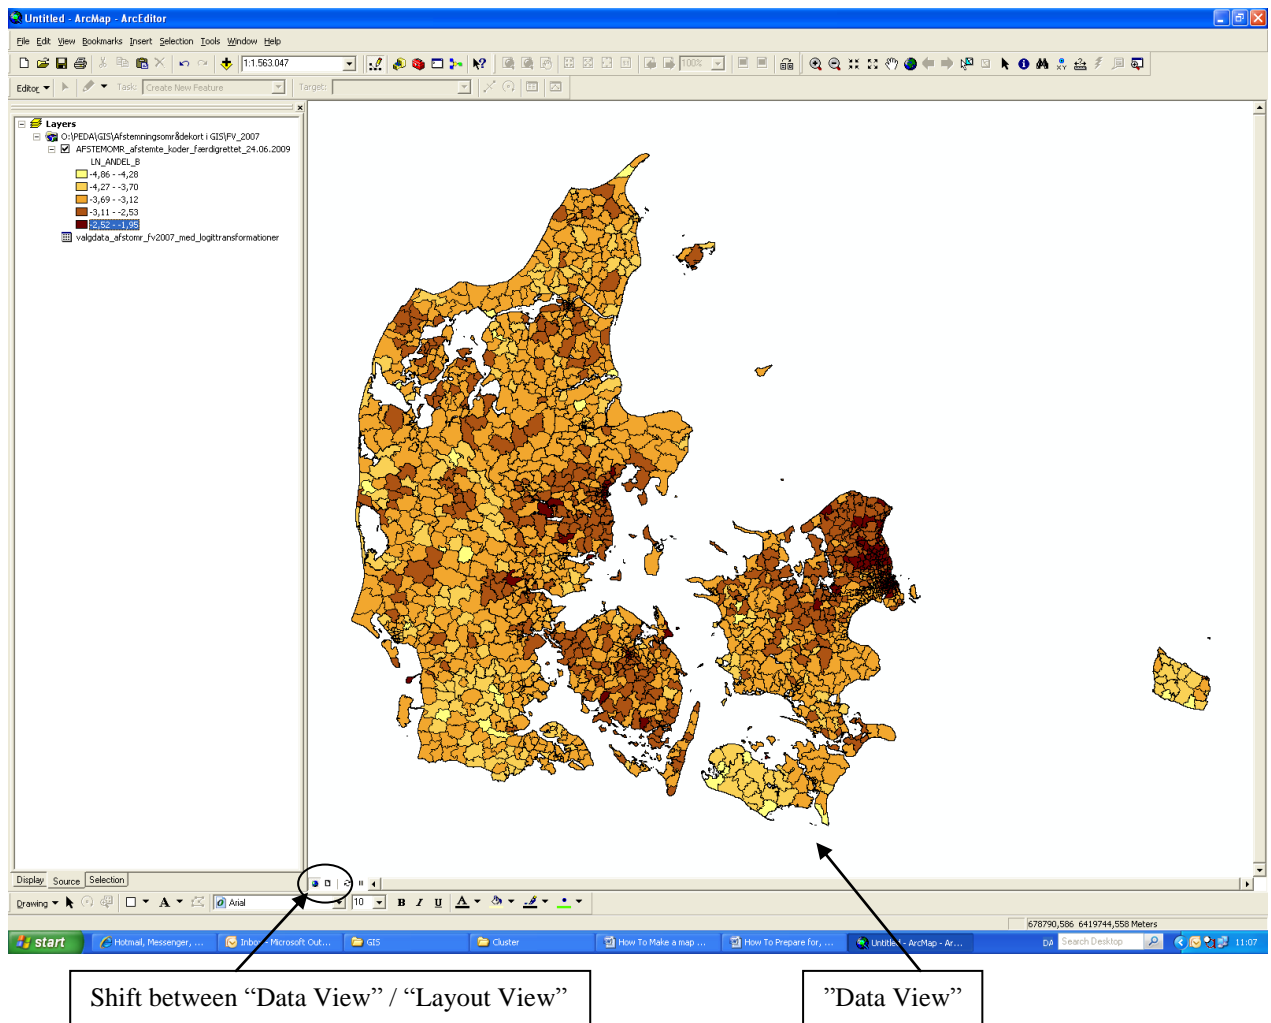 Untitled - ArcMap - ArcEditor
File Edit View Bookmarks Insert Selection Tools Window Help
1:1.563.047
100%
Editor
Task: Create New Feature
Target:
Layers
O:\PEDA\GIS\Afstemningsområdekort i GIS\FV_2007
AFSTEMOMR_afstemte_koder_færdigrettet_24.06.2009
LN_ANDEL_B
-4,86 - -4,28
-4,27 - -3,70
-3,69 - -3,12
-3,11 - -2,53
-2,52 - -1,95
valgdata_afstomr_fv2007_med_logittransformationer
Display Source Selection
Drawing
A
Arial
10
B I U A
678790,586 6419744,558 Meters
start
Hotmail, Messenger, ...
Inbox - Microsoft Out...
GIS
Cluster
How To Make a map ...
How To Prepare for, ...
Untitled - ArcMap - Ar...
DA
Search Desktop
11:07
Shift between “Data View” / “Layout View”
”Data View”